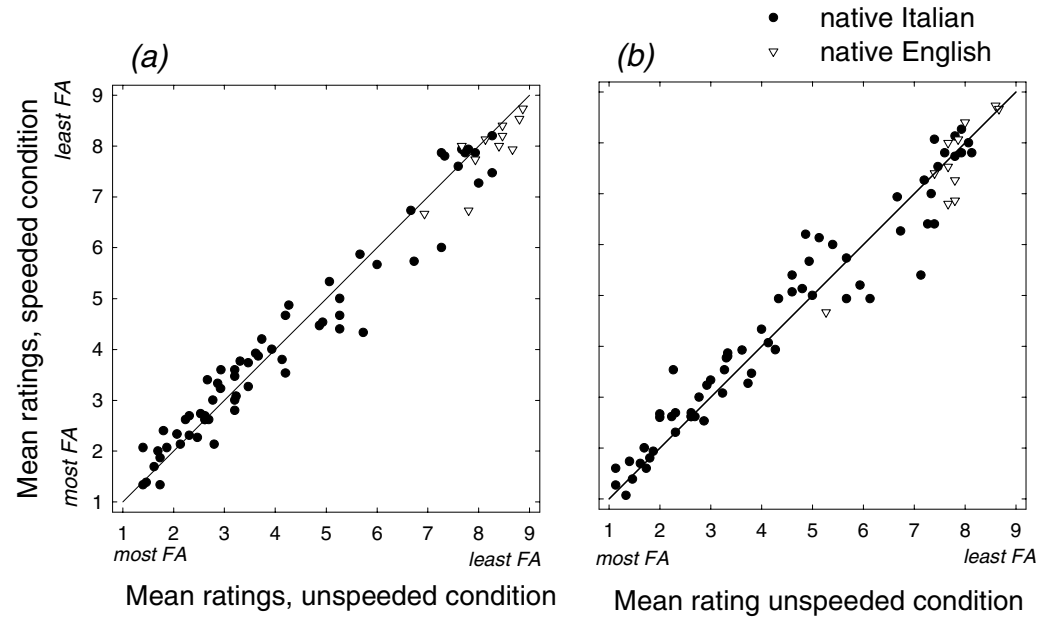 native Italian
native English
(a)
(b)
Mean ratings, speeded condition
least FA
most FA
9
8
7
6
5
4
3
2
1
1 2 3 4 5 6 7 8 9
most FA
least FA
Mean ratings, unspeeded condition
1 2 3 4 5 6 7 8 9
most FA
least FA
Mean rating unspeeded condition